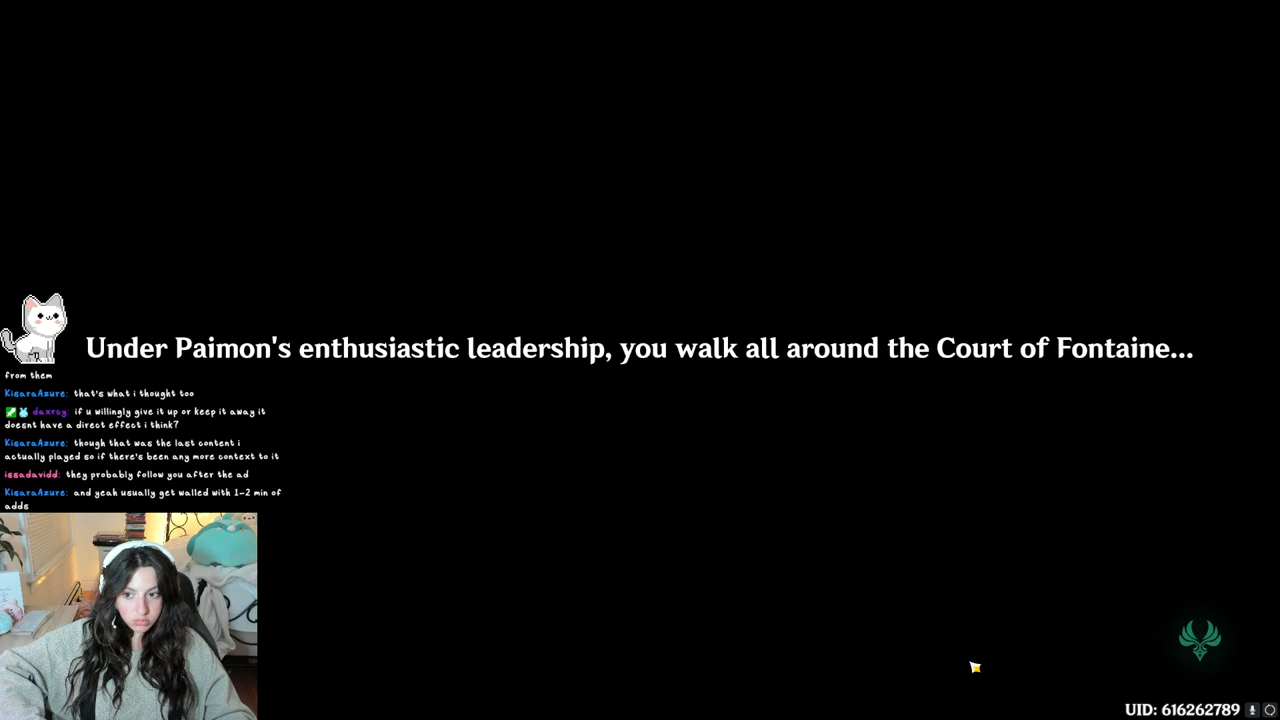 Under Paimon's enthusiastic leadership, you walk all around the Court of Fontaine...
from them
KisaraAzure: that's what i thought too
daxrcy: if u willingly give it up or keep it away it
doesnt have a direct effect i think?
KisaraAzure: though that was the last content i
actually played so if there's been any more context to it
issadavidd: they probably follow you after the ad
KisaraAzure: and yeah usually get walled with 1-2 min of
adds
UID: 616262789